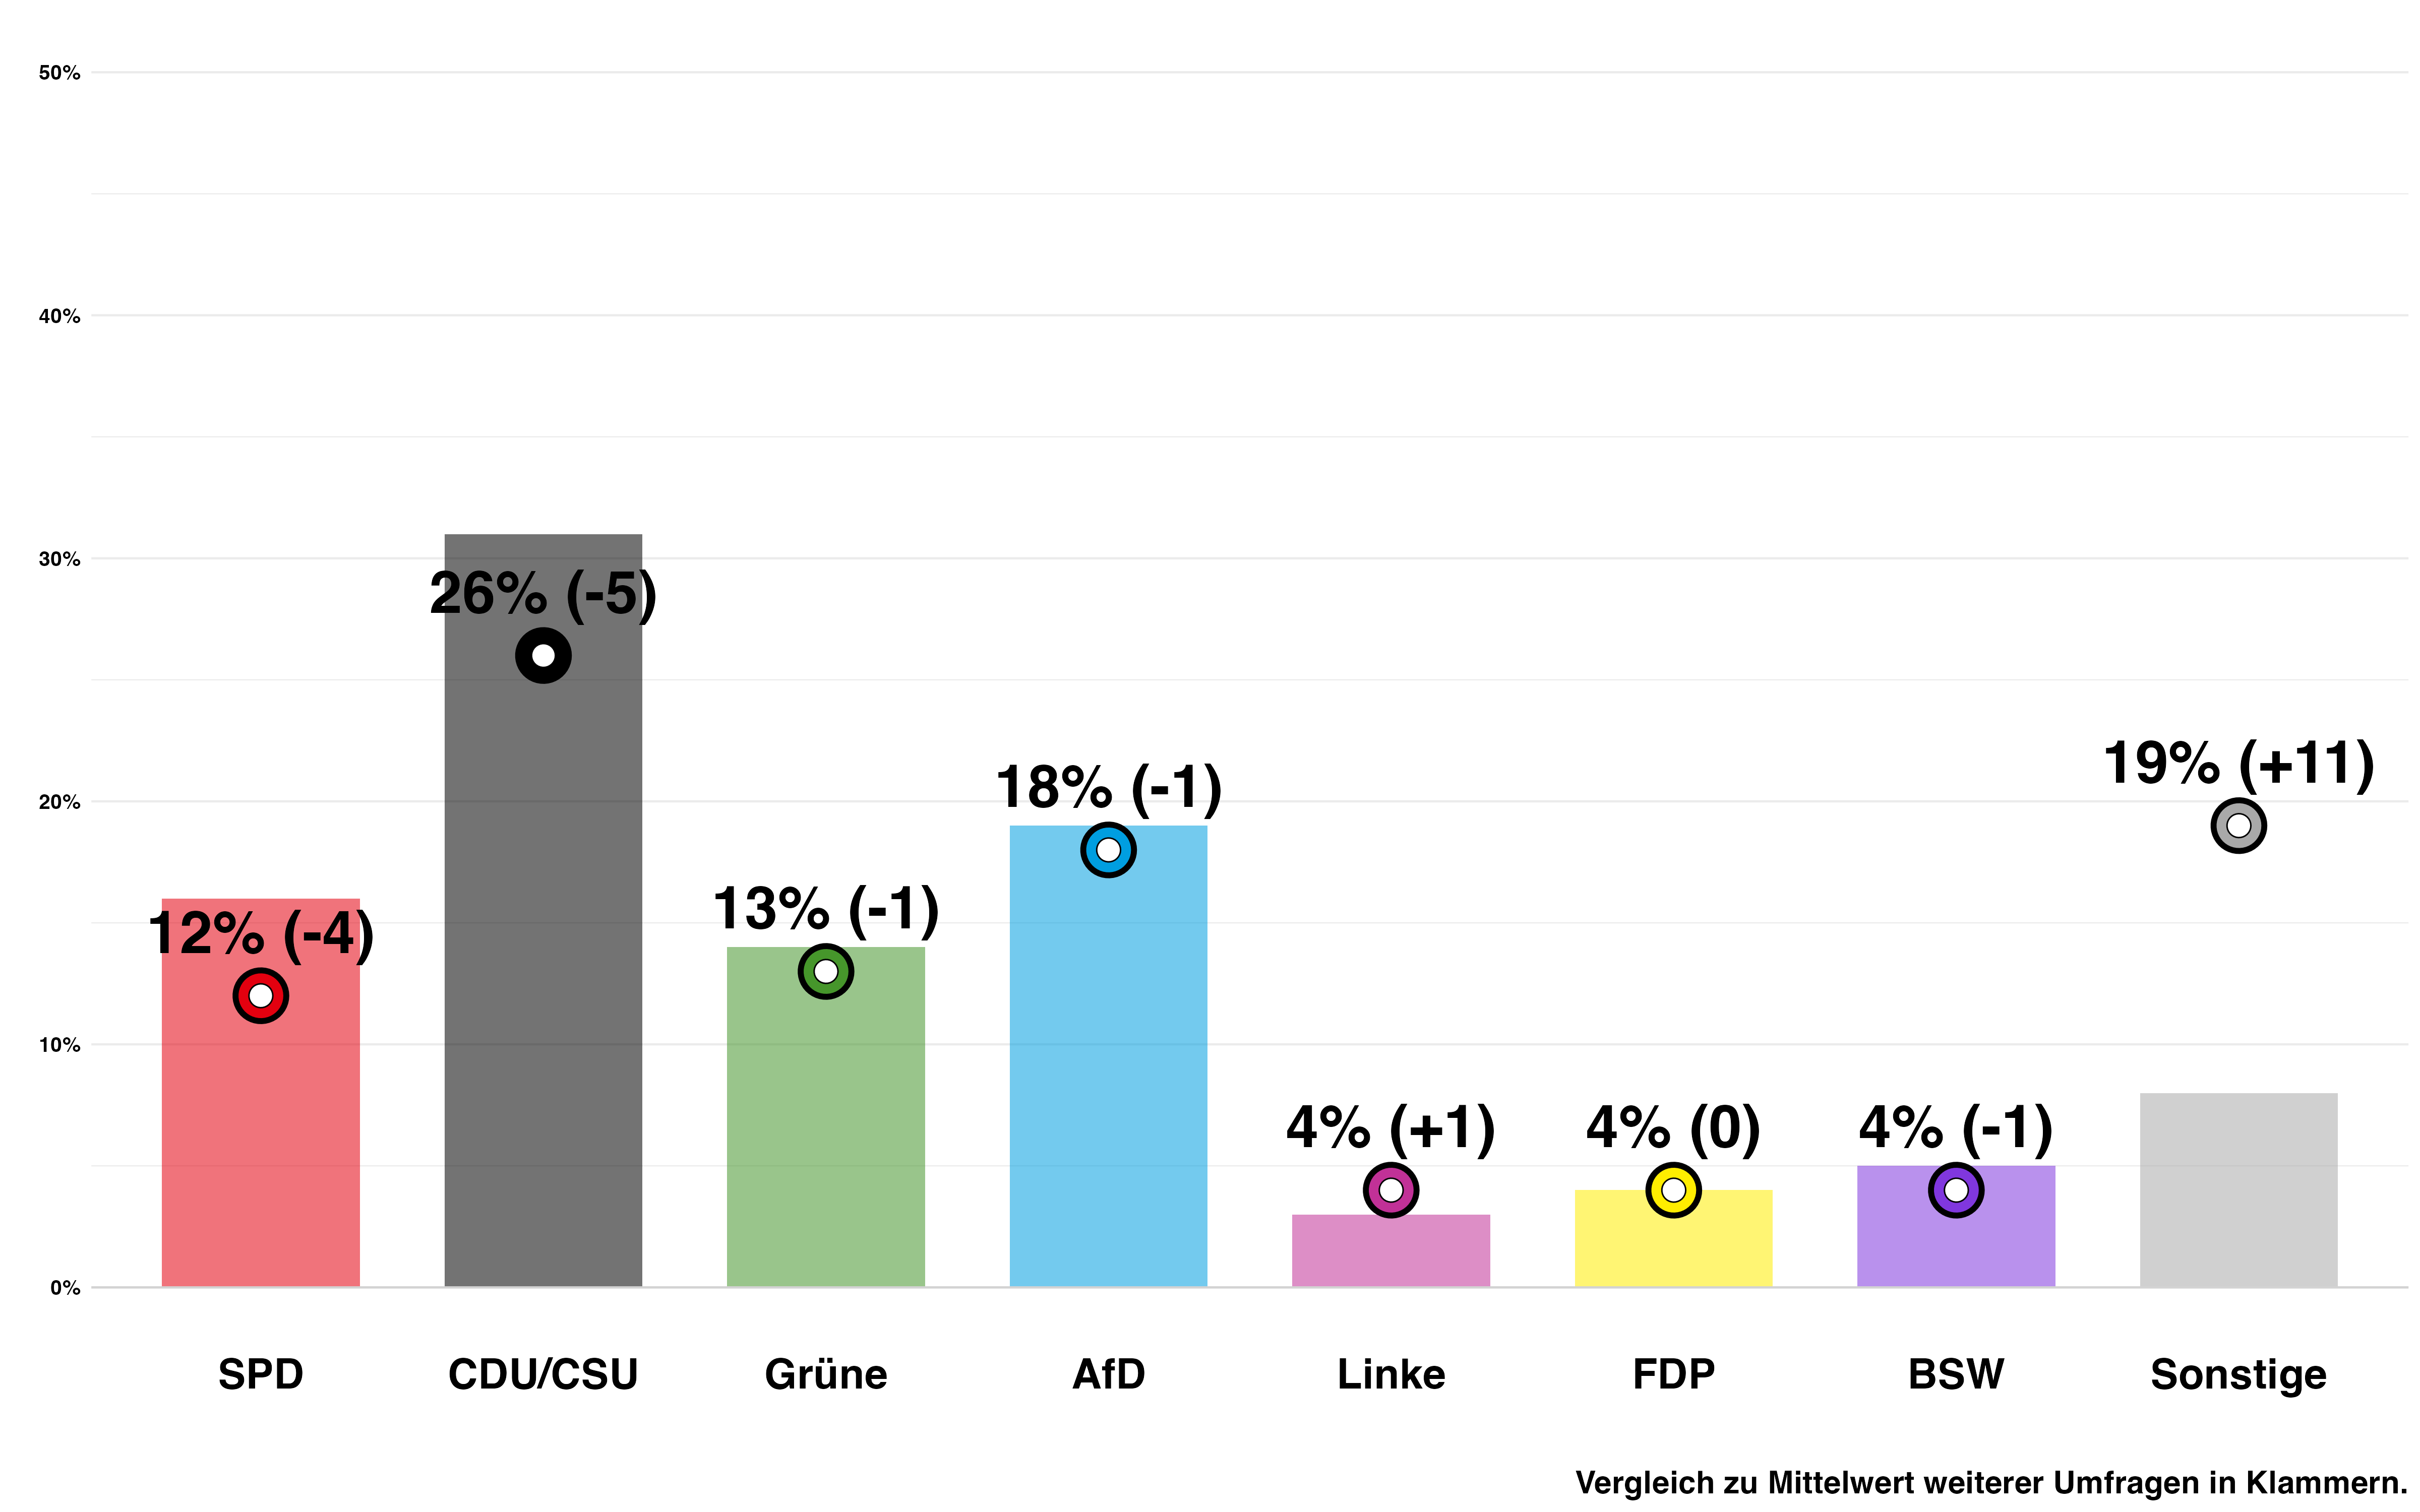 50%
40%
30%
20%
10%
0%
12% (-4)
26% (-5)
13% (-1)
18% (-1)
4% (+1)
4% (0)
4% (-1)
19% (+11)
SPD
CDU/CSU
Grüne
AfD
Linke
FDP
BSW
Sonstige
Vergleich zu Mittelwert weiterer Umfragen in Klammern.